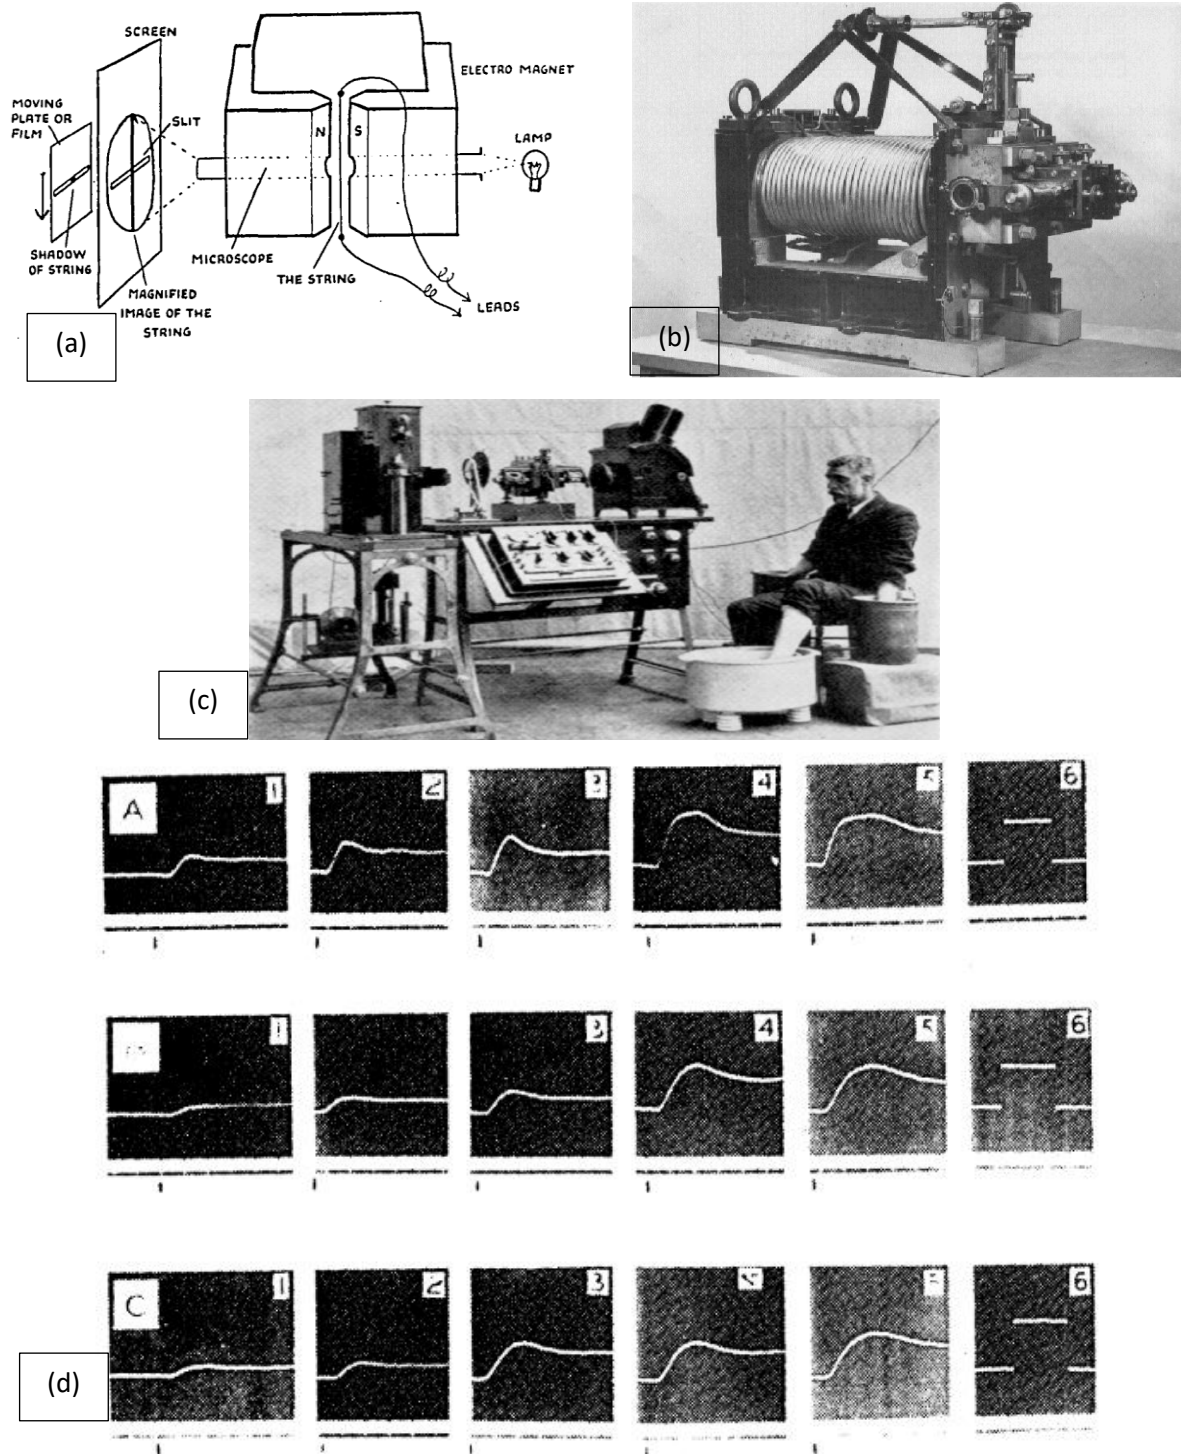 SCREEN
ELECTRO MAGNET
MOVING
PLATE OR
FILM
SLIT
N
S
LAMP
SHADOW
OF STRING
MICROSCOPE
THE STRING
MAGNIFIED
IMAGE OF THE
STRING
LEADS
(a)
(b)
(c)
A
1
2
3
4
5
6
1
3
4
5
6
C
1
2
3
5
6
(d)